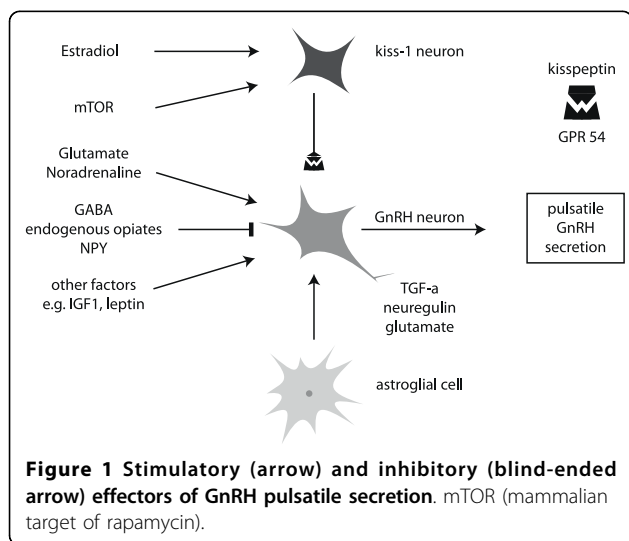 Estradiol
kiss-1 neuron
kisspeptin
GPR 54
mTOR
Glutamate
Noradrenaline
GABA
endogenous opiates
NPY
GnRH neuron
pulsatile
GnRH
secretion
other factors
e.g. IGF1, leptin
TGF-a
neuregulin
glutamate
astroglial cell
Figure 1 Stimulatory (arrow) and inhibitory (blind-ended
arrow) effectors of GnRH pulsatile secretion. mTOR (mammalian
target of rapamycin).